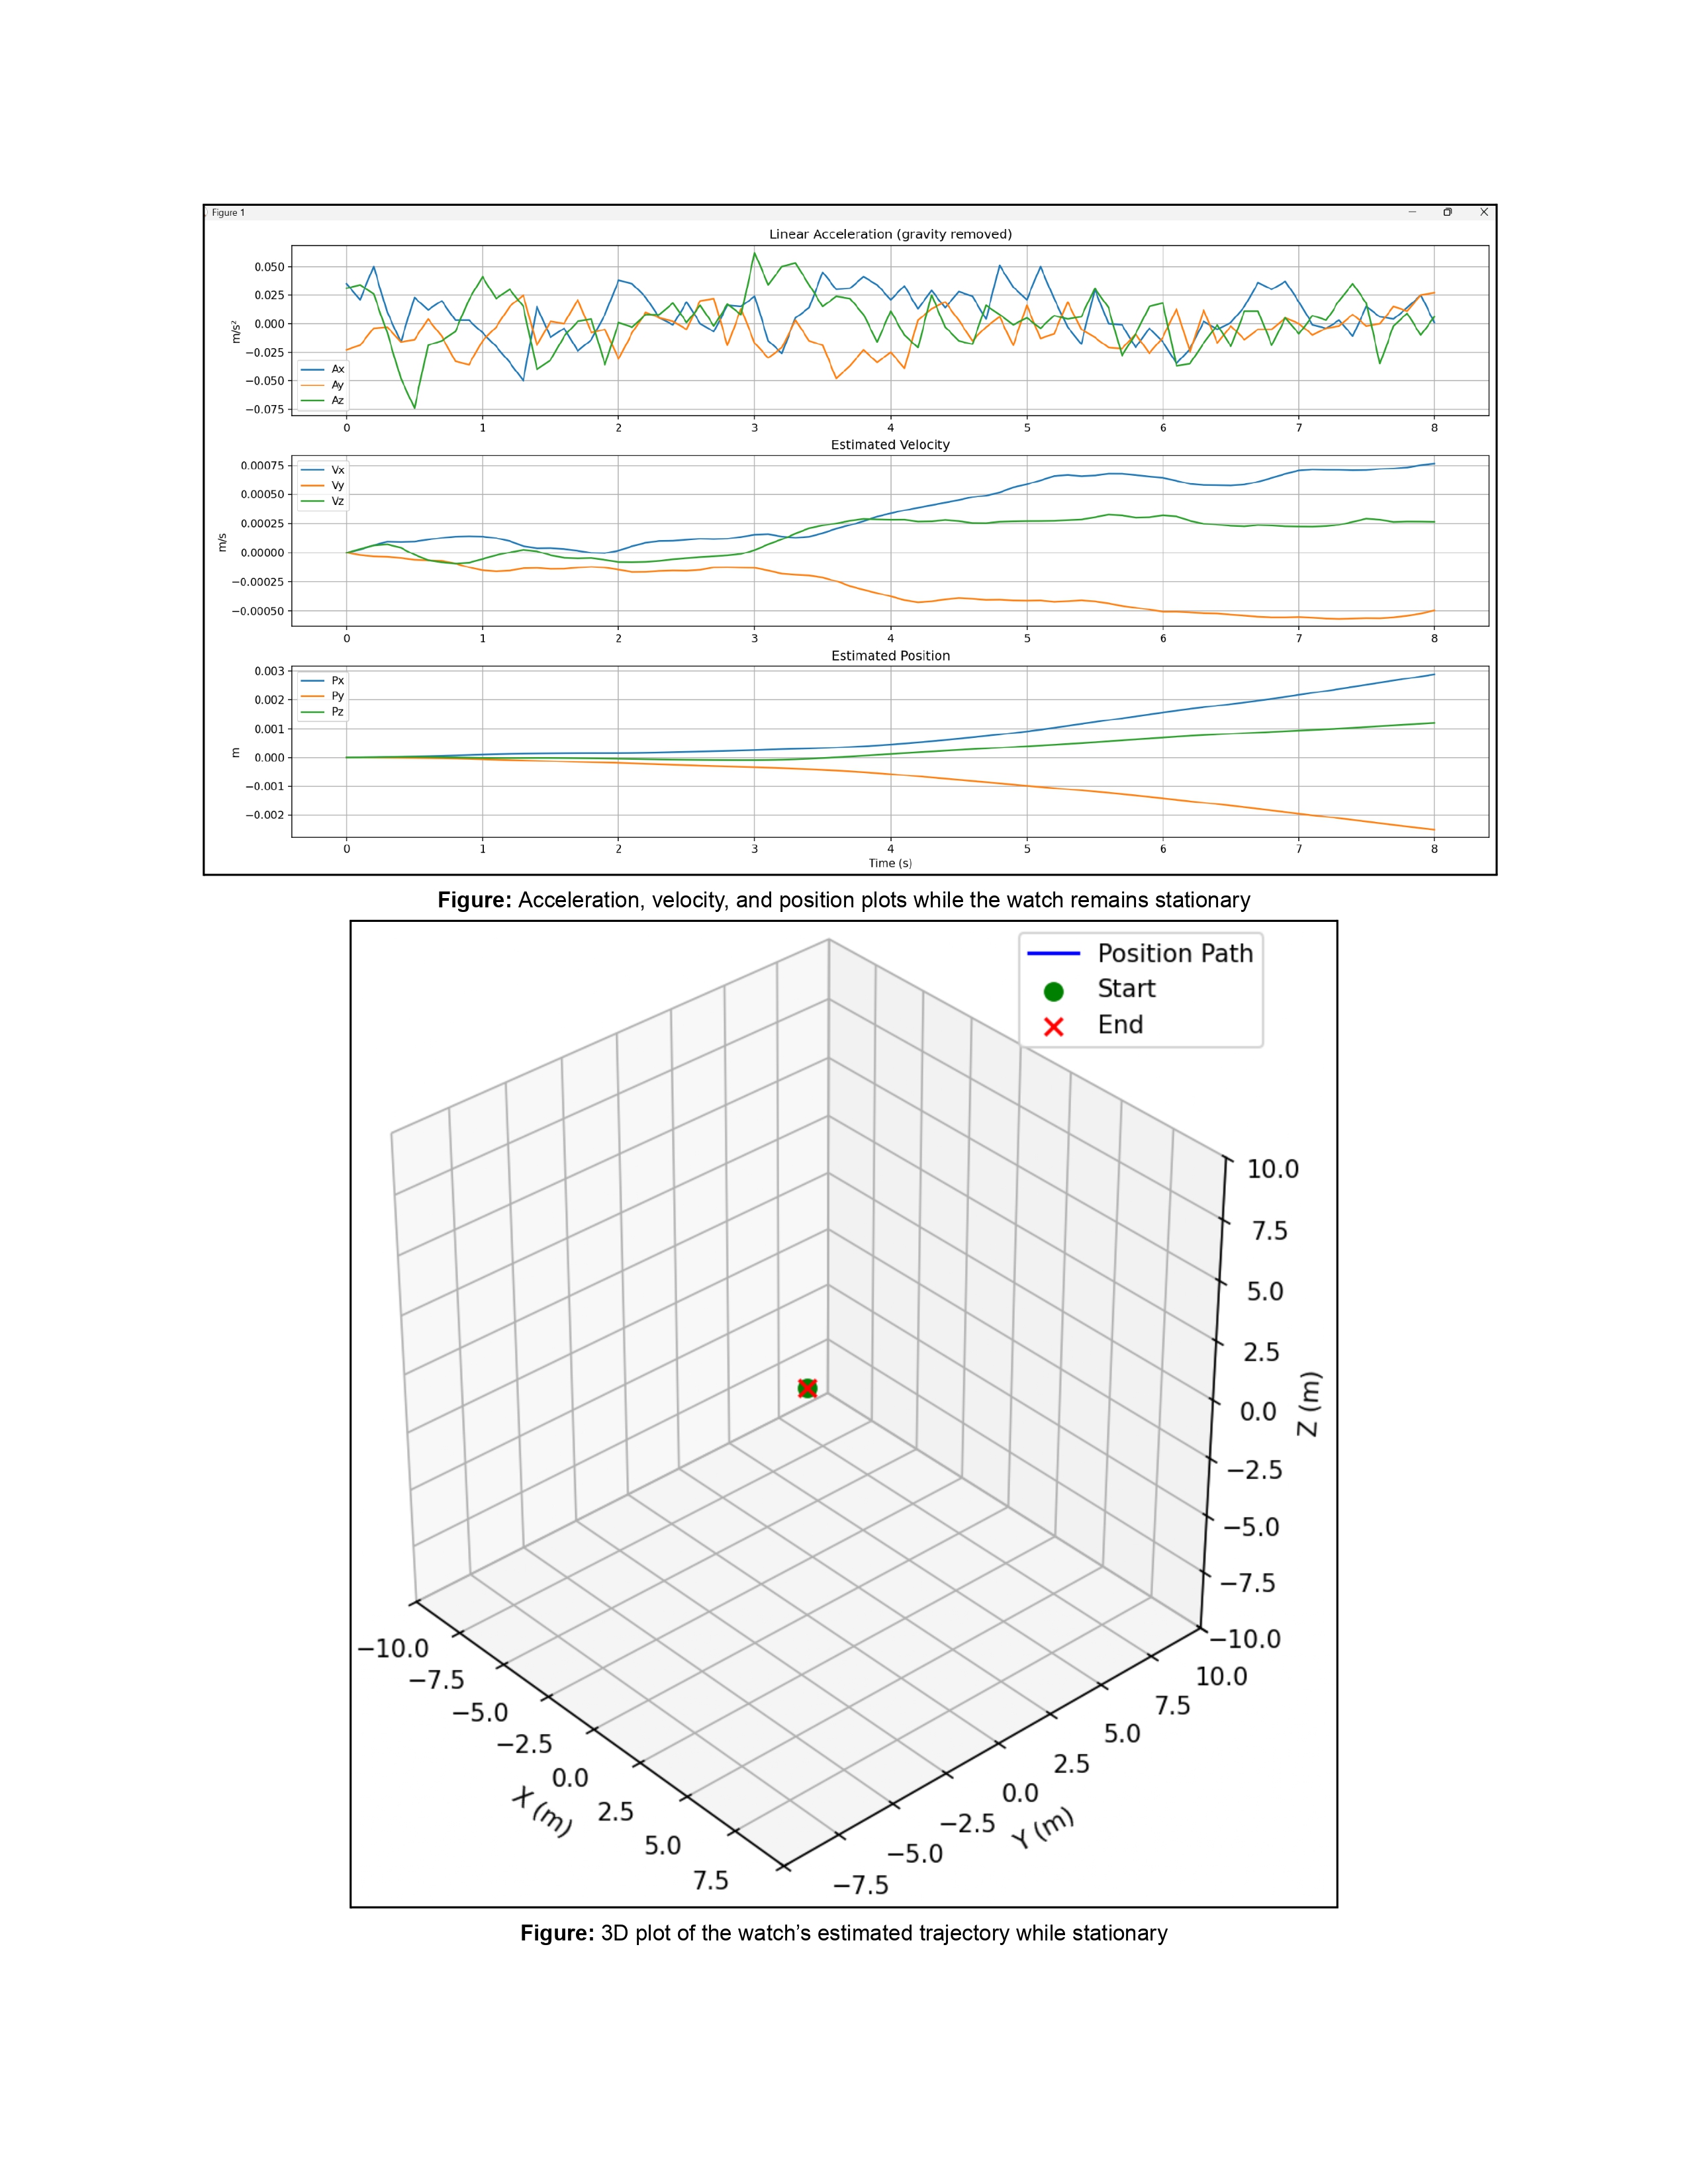 Figure 1
Linear Acceleration (gravity removed)
0.050
0.025
0.000
−0.025
−0.050
−0.075
m/s²
Ax
Ay
Az
0 1 2 3 4 5 6 7 8
Estimated Velocity
0.00075
0.00050
0.00025
0.00000
−0.00025
−0.00050
m/s
Vx
Vy
Vz
0 1 2 3 4 5 6 7 8
Estimated Position
0.003
0.002
0.001
0.000
−0.001
−0.002
m
Px
Py
Pz
0 1 2 3 4 5 6 7 8
Time (s)
Figure: Acceleration, velocity, and position plots while the watch remains stationary
Position Path
Start
End
10.0
7.5
5.0
2.5
0.0
−2.5
−5.0
−7.5
−10.0
Z (m)
−10.0
−7.5
−5.0
−2.5
0.0
2.5
5.0
7.5
X (m)
−7.5
−5.0
−2.5
0.0
2.5
5.0
7.5
10.0
Y (m)
Figure: 3D plot of the watch’s estimated trajectory while stationary